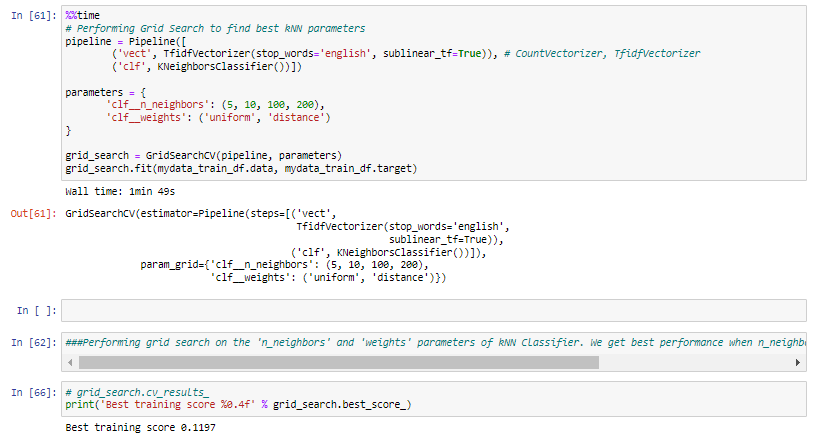 In [61]: %%time
# Performing Grid Search to find best kNN parameters
pipeline = Pipeline([
('vect', TfidfVectorizer(stop_words='english', sublinear_tf=True)), # CountVectorizer, TfidfVectorizer
('clf', KNeighborsClassifier())])
parameters = {
'clf__n_neighbors': (5, 10, 100, 200),
'clf__weights': ('uniform', 'distance')
}
grid_search = GridSearchCV(pipeline, parameters)
grid_search.fit(mydata_train_df.data, mydata_train_df.target)
Wall time: 1min 49s
Out[61]: GridSearchCV(estimator=Pipeline(steps=[('vect',
TfidfVectorizer(stop_words='english',
sublinear_tf=True)),
('clf', KNeighborsClassifier())]),
param_grid={'clf__n_neighbors': (5, 10, 100, 200),
'clf__weights': ('uniform', 'distance')})
In [ ]:
In [62]: ###Performing grid search on the 'n_neighbors' and 'weights' parameters of kNN Classifier. We get best performance when
In [66]: # grid_search.cv_results_
print('Best training score %0.4f' % grid_search.best_score_)
Best training score 0.1197